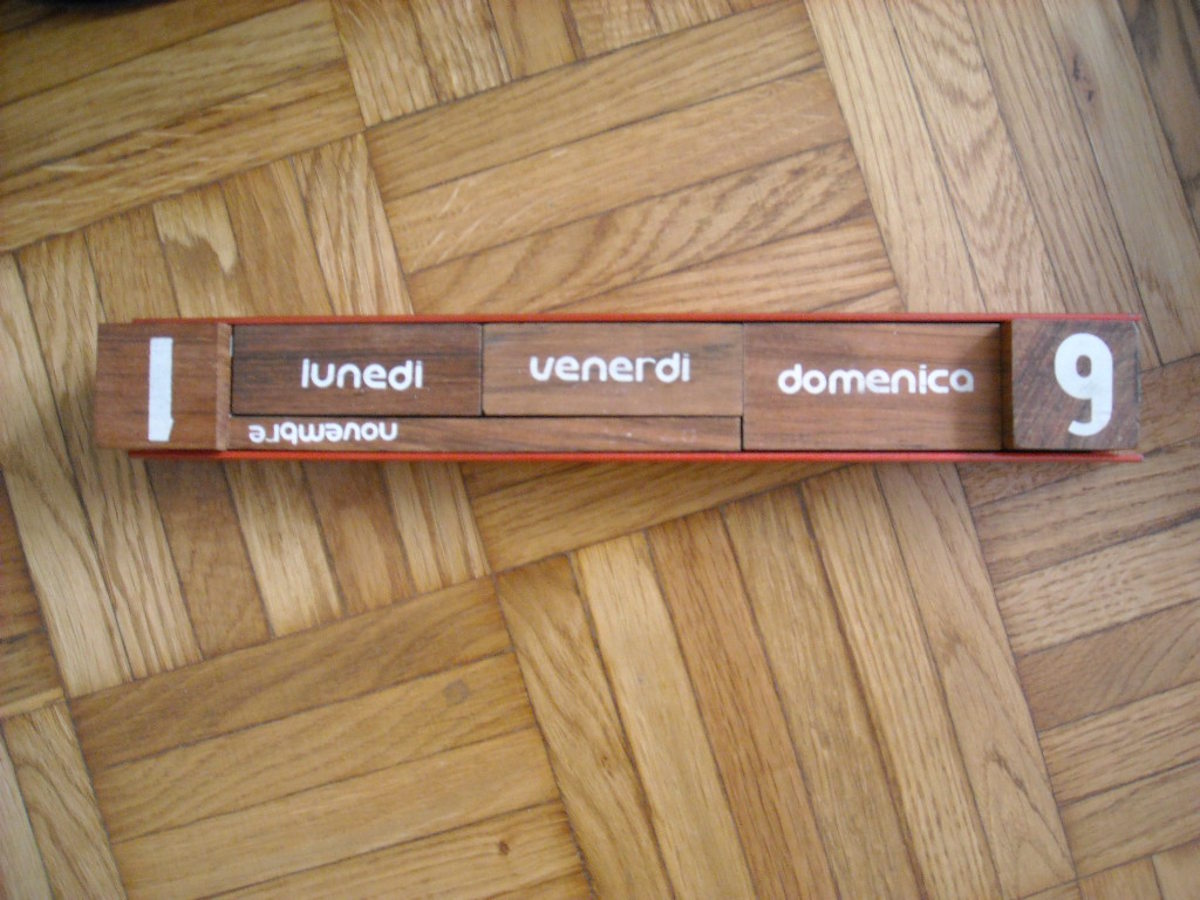 1 lunedi venerdi domenica 9
novembre